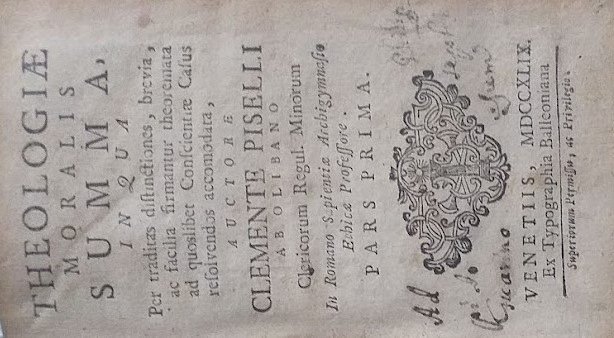 THEOLOGIÆ
MORALIS
SUMMA,
IN QUA
Per traditas diſtinctiones, brevia,
ac facilia firmantur theoremata
ad quoslibet Conſcientiæ Caſus
reſolvendos accomodata,
AUCTORE
CLEMENTE PISELLI
AB OLIBANO
Clericorum Regul. Minorum
In Romano Sapientiæ Archigymnaſio
Ethicæ Profeſſore.
PARS PRIMA.
Ad
VENETIIS, MDCCXLIX.
Ex Typographia Balleoniana
Superiorum Permiſſu, ac Privilegio.